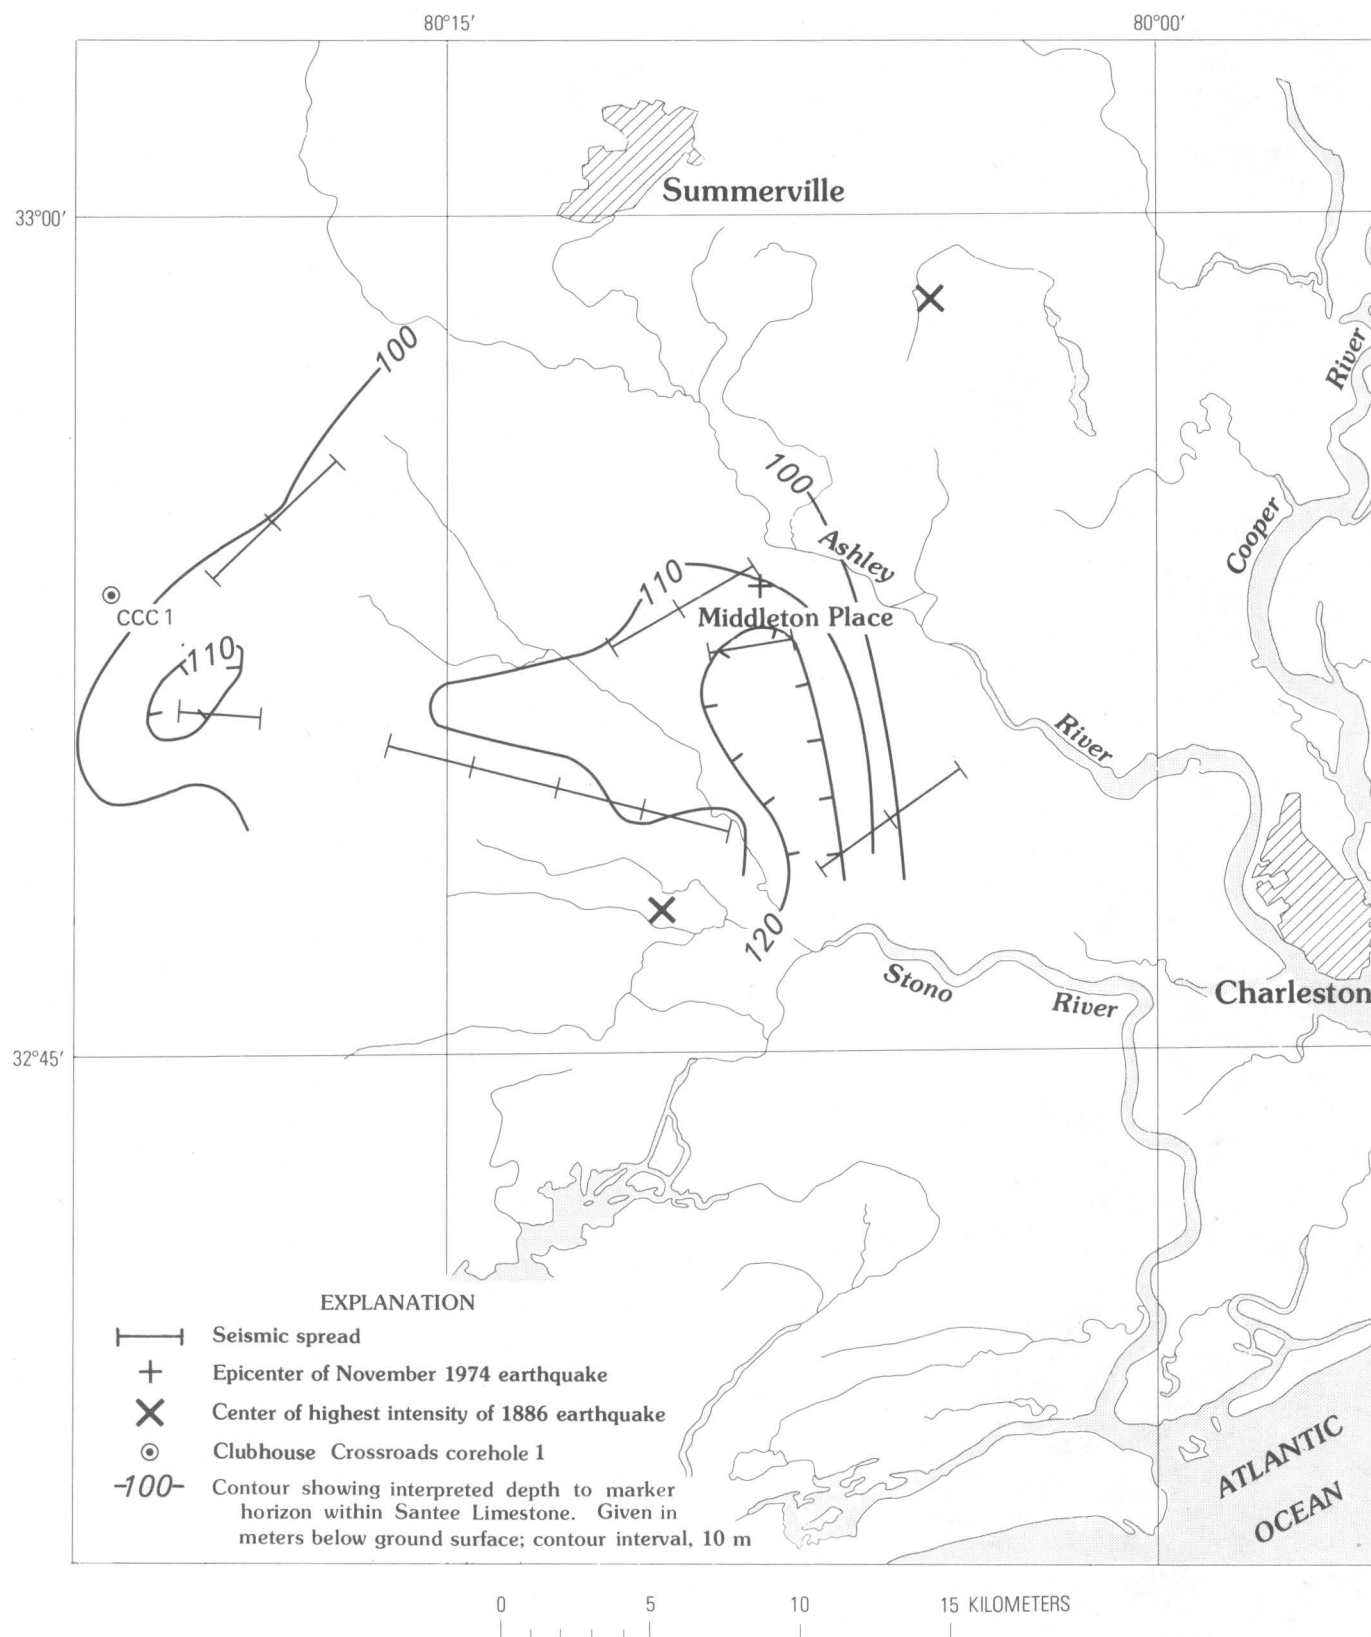 80°15′
80°00′
Summerville
33°00′
River
100
100
Cooper
Ashley
110
CCC 1
Middleton Place
110
River
120
Stono
River
Charleston
32°45′
EXPLANATION
Seismic spread
Epicenter of November 1974 earthquake
Center of highest intensity of 1886 earthquake
Clubhouse Crossroads corehole 1
-100-
Contour showing interpreted depth to marker
horizon within Santee Limestone. Given in
meters below ground surface; contour interval, 10 m
ATLANTIC
OCEAN
0 5 10 15 KILOMETERS